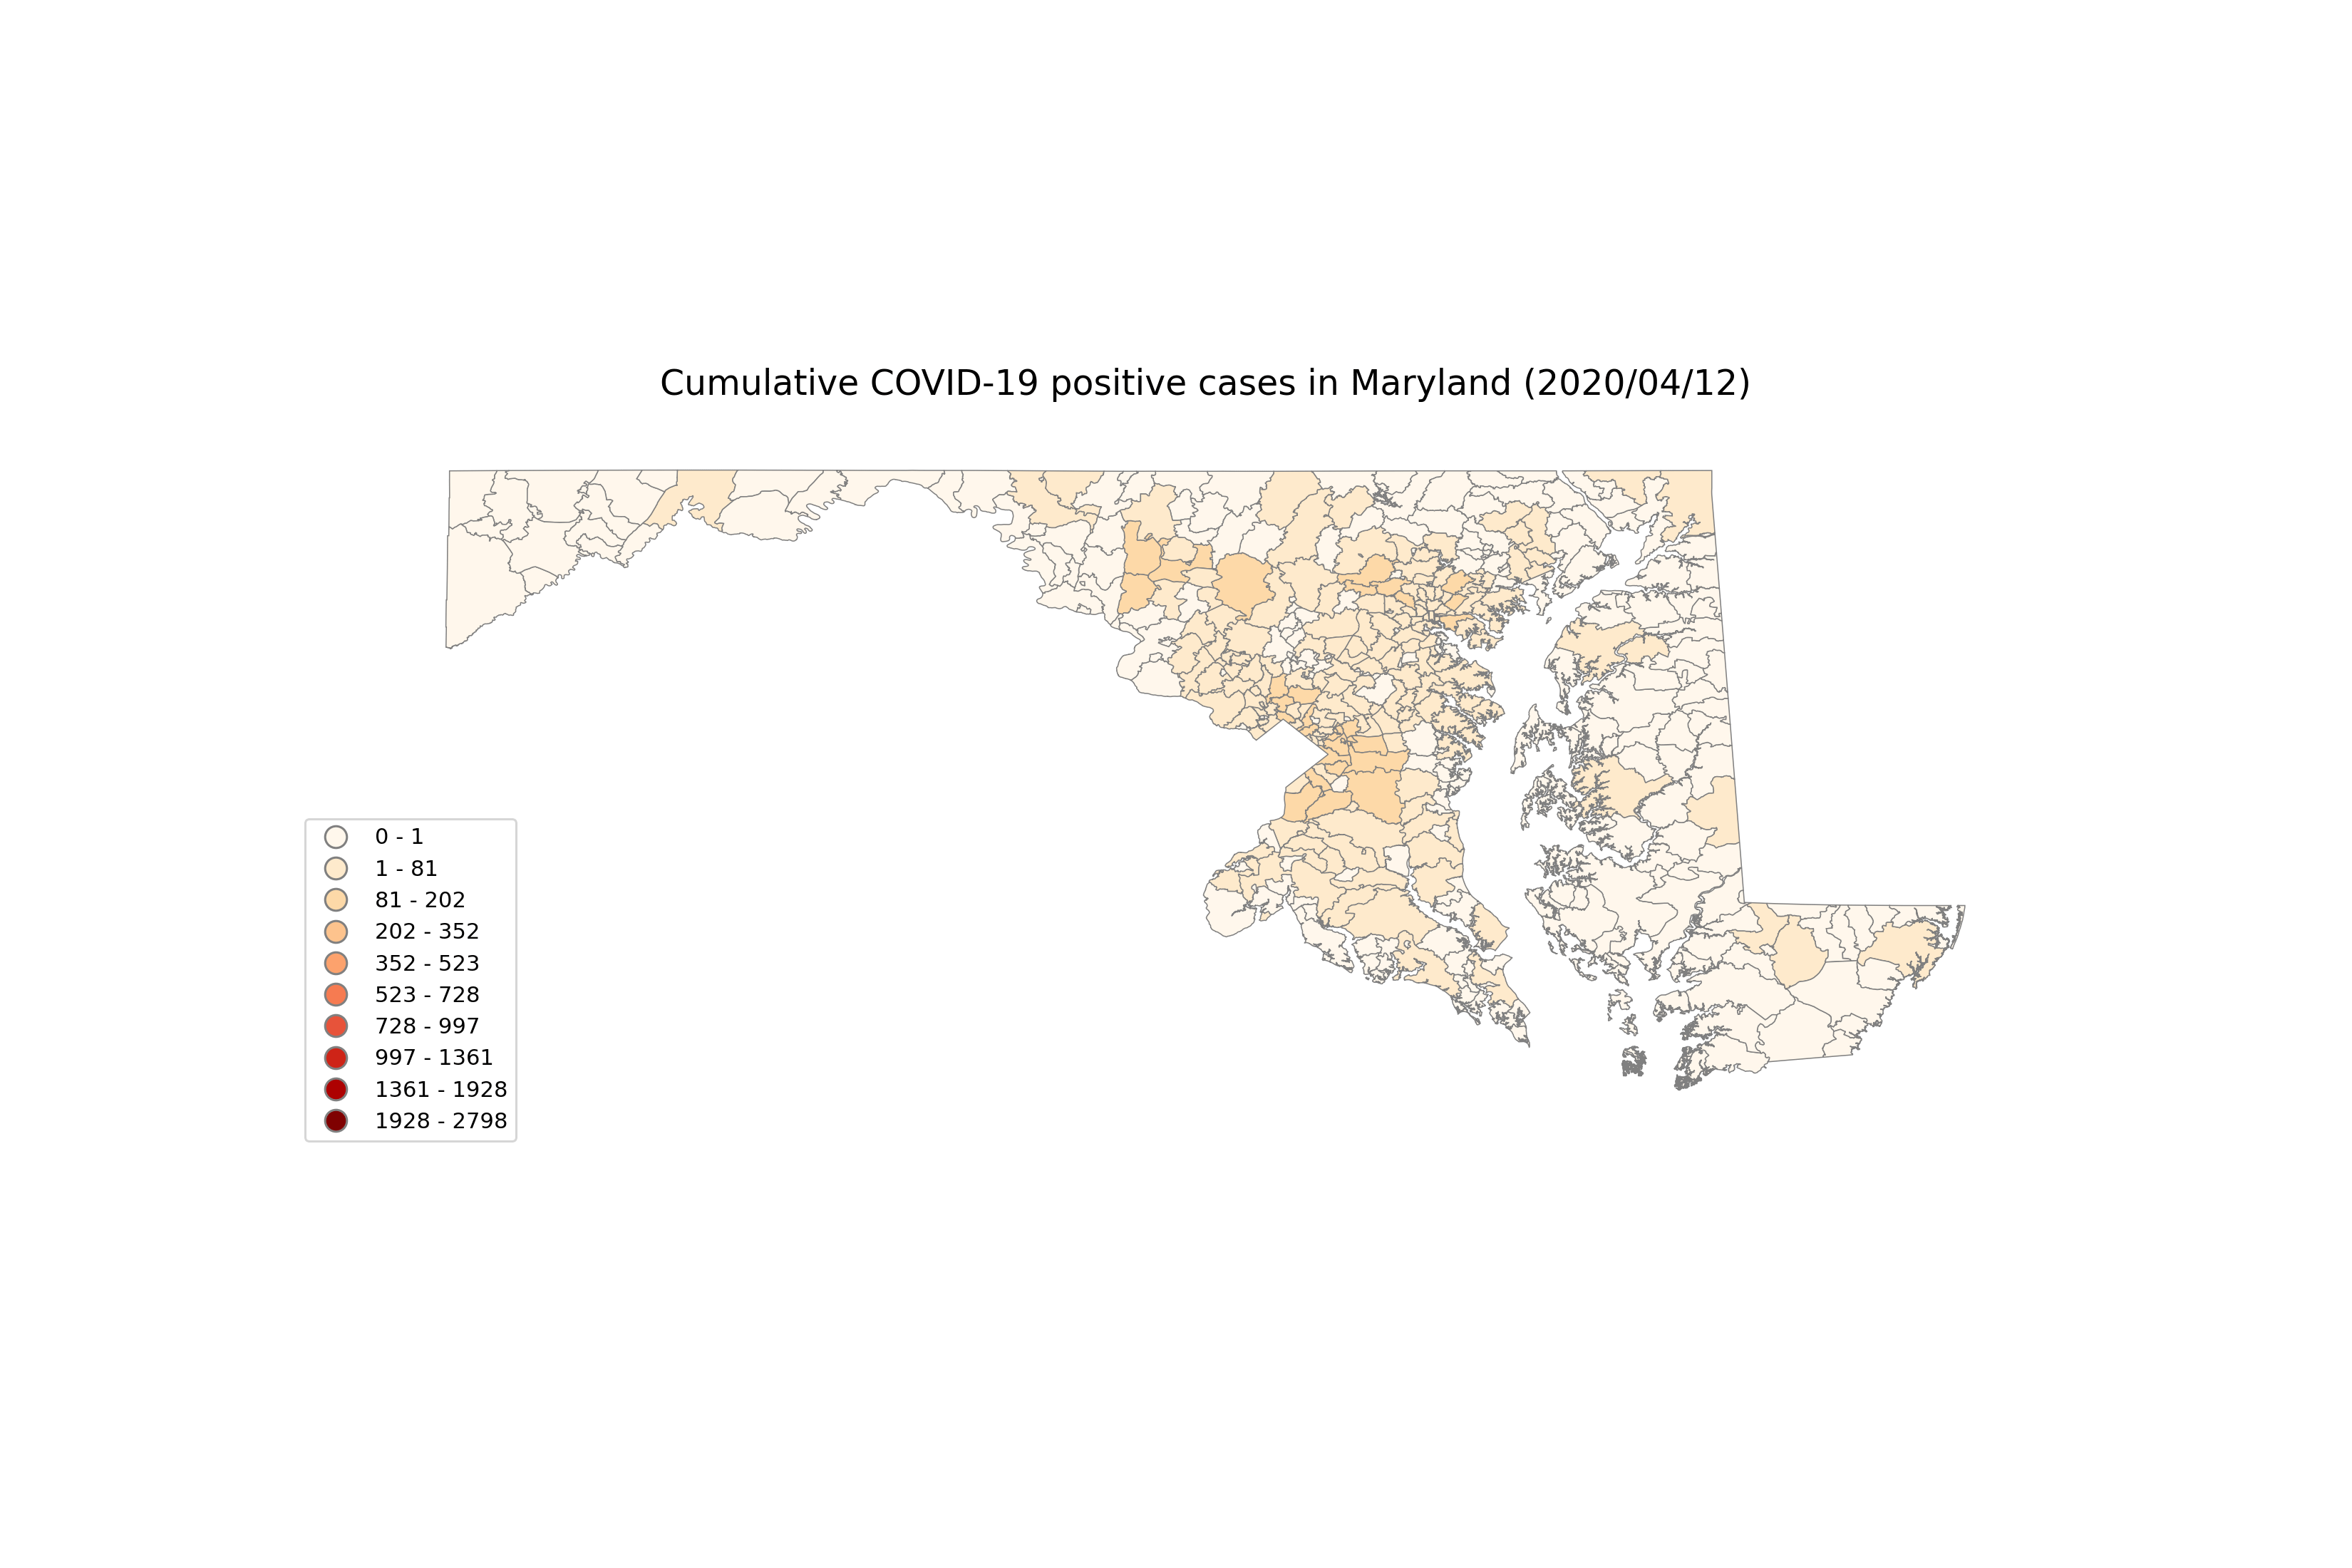 Cumulative COVID-19 positive cases in Maryland (2020/04/12)
0 - 1
1 - 81
81 - 202
202 - 352
352 - 523
523 - 728
728 - 997
997 - 1361
1361 - 1928
1928 - 2798